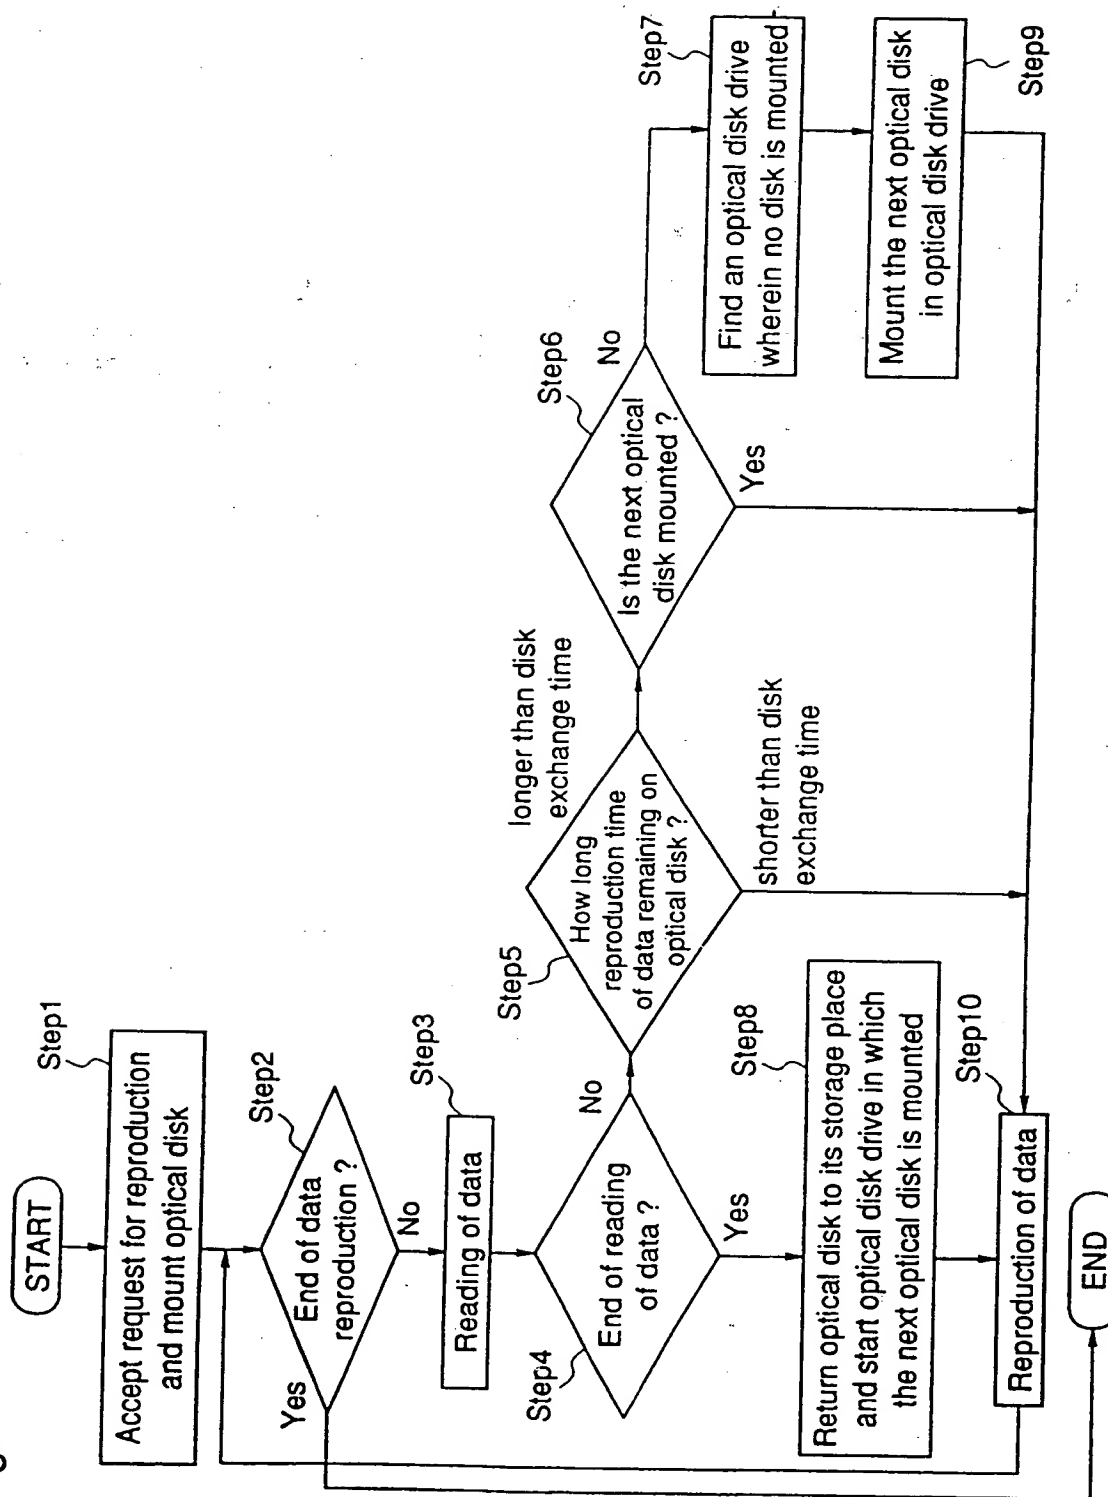 START
Step1
Accept request for reproduction
and mount optical disk
Step2
End of data
reproduction ?
Yes
No
Step3
Reading of data
Step4
End of reading
of data ?
No
Yes
Step5
How long
reproduction time
of data remaining on
optical disk ?
longer than disk
exchange time
shorter than disk
exchange time
Step6
Is the next optical
disk mounted ?
No
Yes
Step7
Find an optical disk drive
wherein no disk is mounted
Step9
Mount the next optical disk
in optical disk drive
Step8
Return optical disk to its storage place
and start optical disk drive in which
the next optical disk is mounted
Step10
Reproduction of data
END